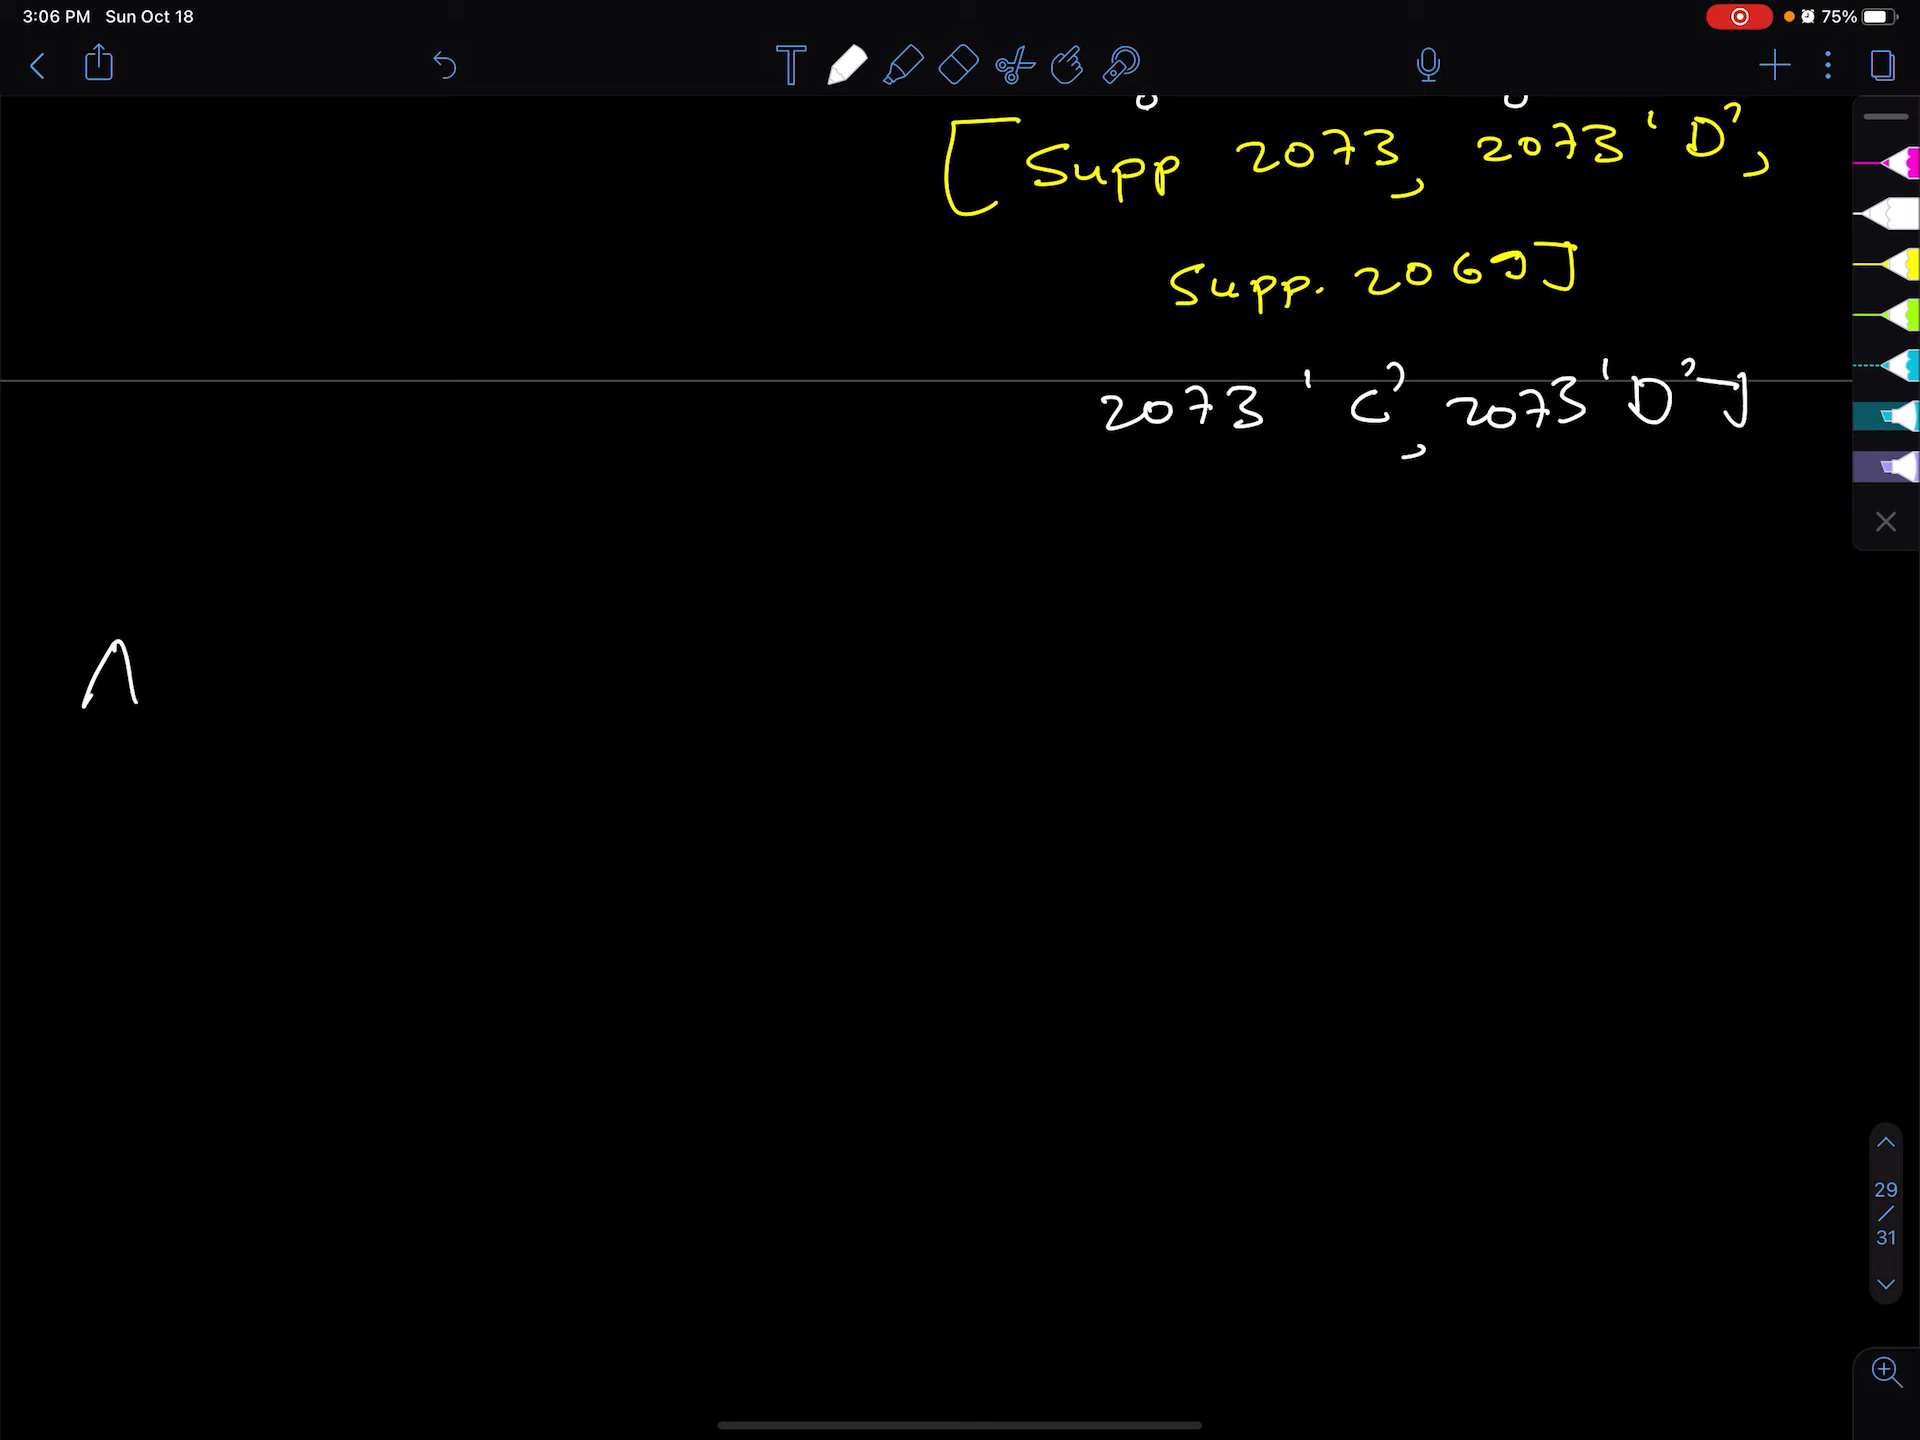 3:06 PM Sun Oct 18
75%
[Supp 2073, 2073 'D',
Supp. 2069]
2073 'C', 2073 'D']
29
/
31